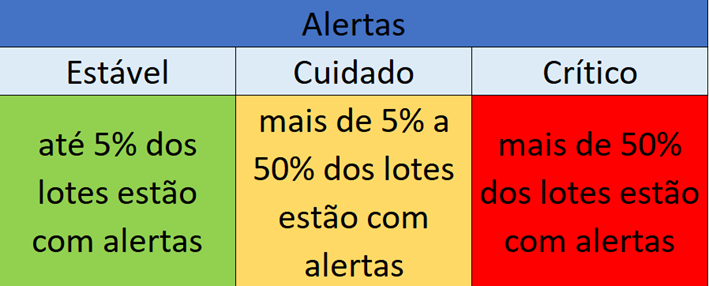 Alertas
Estável
Cuidado
Crítico
até 5% dos
lotes estão
com alertas
mais de 5% a
50% dos lotes
estão com
alertas
mais de 50%
dos lotes estão
com alertas